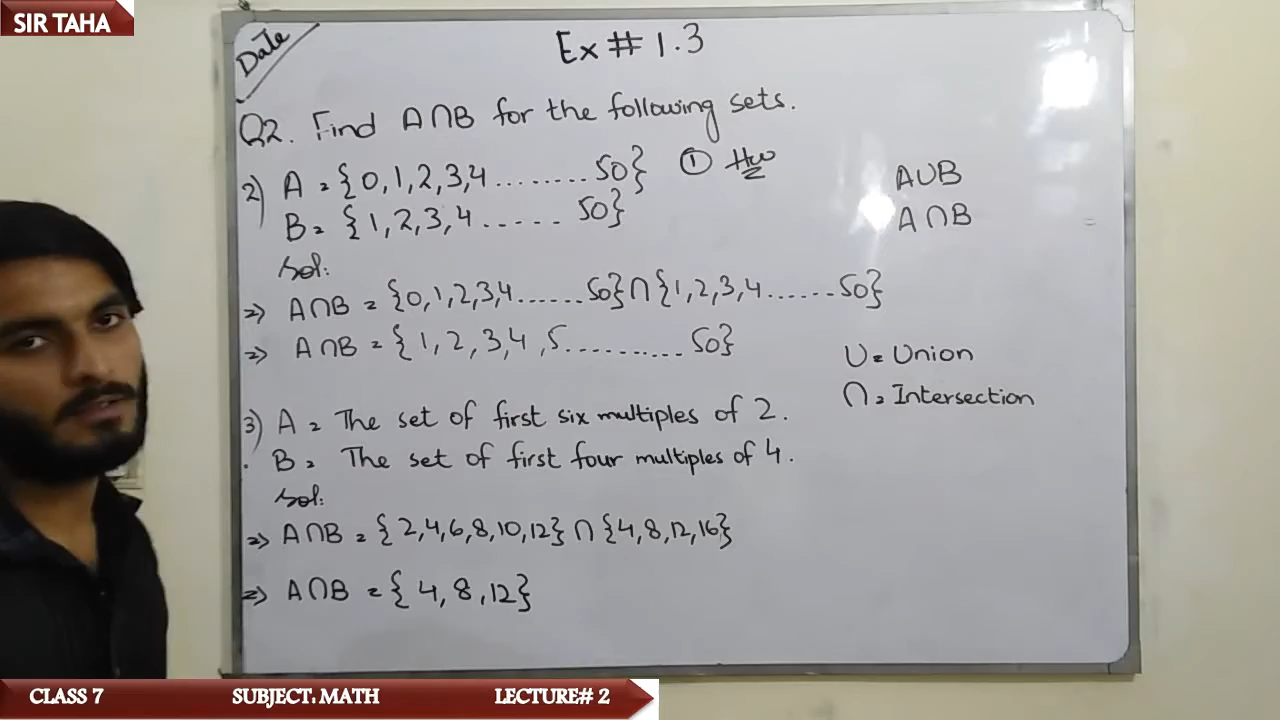 SIR TAHA
Date
Ex # 1.3
Q2. Find A∩B for the following sets.
2) A = {0,1,2,3,4........50} ① Hw
B = {1,2,3,4...... 50}
A∪B
A∩B
Sol:
=> A∩B = {0,1,2,3,4......50}∩{1,2,3,4......50}
=> A∩B = {1,2,3,4,5..........50}
∪ = Union
∩ = Intersection
3) A = The set of first six multiples of 2.
B = The set of first four multiples of 4.
Sol:
=> A∩B = {2,4,6,8,10,12}∩{4,8,12,16}
=> A∩B = {4,8,12}
CLASS 7 SUBJECT: MATH LECTURE# 2